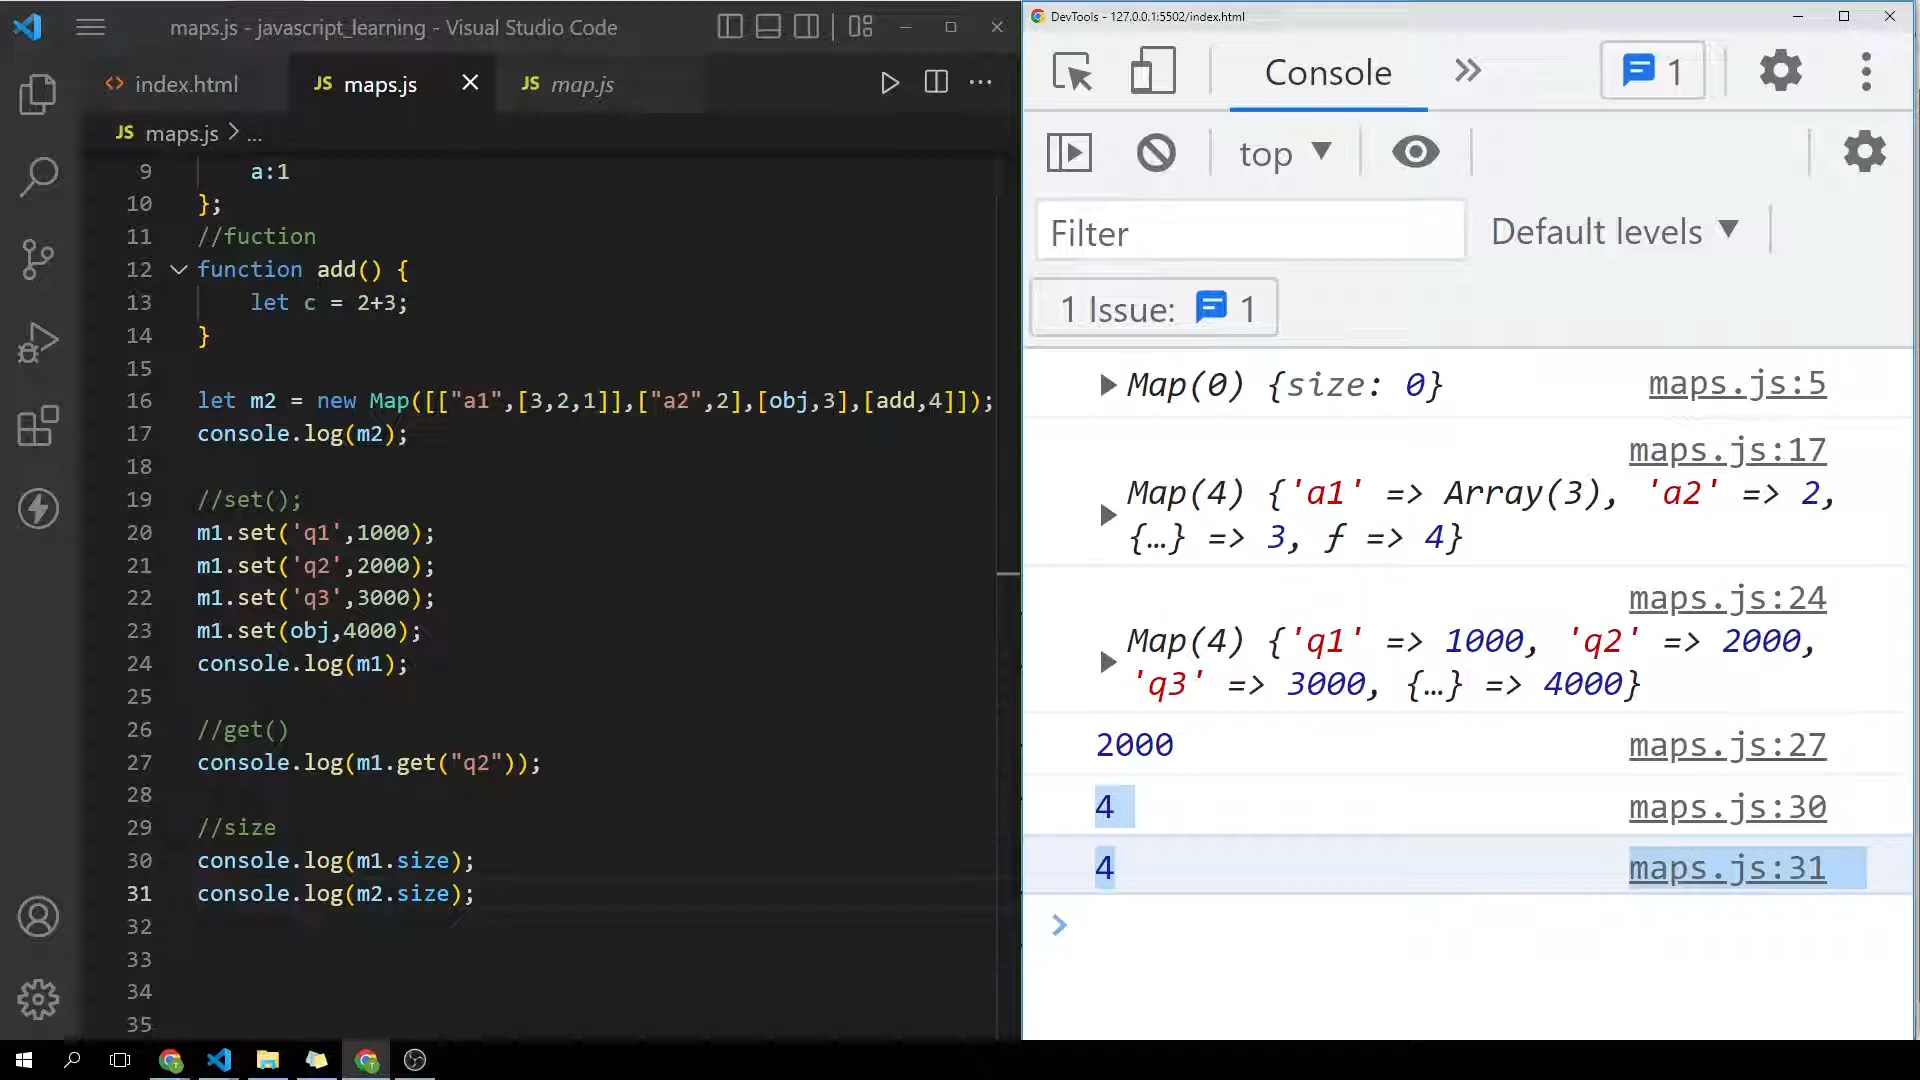 maps.js - javascript_learning - Visual Studio Code
index.html
JS maps.js
JS map.js
JS maps.js > ...
9 a:1
10 };
11 //fuction
12 function add() {
13 let c = 2+3;
14 }
15
16 let m2 = new Map([["a1",[3,2,1]],["a2",2],[obj,3],[add,4]]);
17 console.log(m2);
18
19 //set();
20 m1.set('q1',1000);
21 m1.set('q2',2000);
22 m1.set('q3',3000);
23 m1.set(obj,4000);
24 console.log(m1);
25
26 //get()
27 console.log(m1.get("q2"));
28
29 //size
30 console.log(m1.size);
31 console.log(m2.size);
32
33
34
35
DevTools - 127.0.0.1:5502/index.html
Console
1
top
Filter
Default levels
1 Issue: 1
Map(0) {size: 0} maps.js:5
maps.js:17
Map(4) {'a1' => Array(3), 'a2' => 2,
{…} => 3, ƒ => 4}
maps.js:24
Map(4) {'q1' => 1000, 'q2' => 2000,
'q3' => 3000, {…} => 4000}
2000 maps.js:27
4 maps.js:30
4 maps.js:31